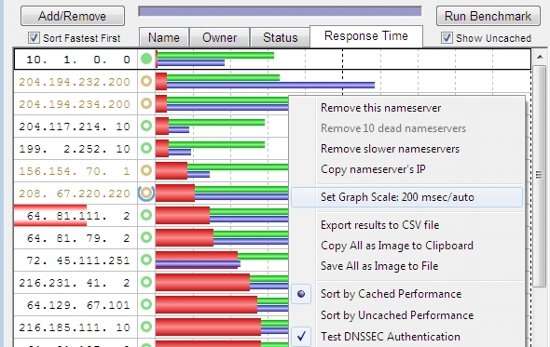 Add/Remove
Run Benchmark
Sort Fastest First
Name
Owner
Status
Response Time
Show Uncached
10. 1. 0. 0
204.194.232.200
204.194.234.200
204.117.214. 10
199. 2.252. 10
156.154. 70. 1
208. 67.220.220
64. 81.111. 2
64. 81. 79. 2
72. 45.111.251
216.231. 41. 2
64.129. 67.101
216.185.111. 10
Remove this nameserver
Remove 10 dead nameservers
Remove slower nameservers
Copy nameserver's IP
Set Graph Scale: 200 msec/auto
Export results to CSV file
Copy All as Image to Clipboard
Save All as Image to File
Sort by Cached Performance
Sort by Uncached Performance
Test DNSSEC Authentication